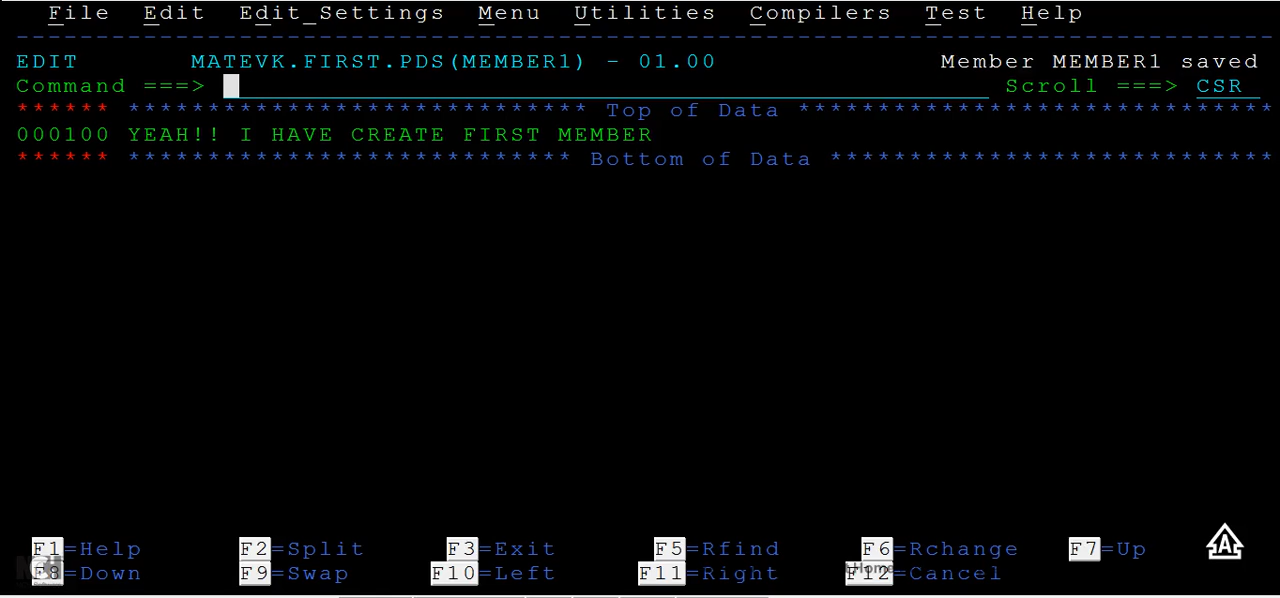 File Edit Edit_Settings Menu Utilities Compilers Test Help
EDIT MATEVK.FIRST.PDS(MEMBER1) - 01.00 Member MEMBER1 saved
Command ===> Scroll ===> CSR
****** ***************************** Top of Data ******************************
000100 YEAH!! I HAVE CREATE FIRST MEMBER
****** **************************** Bottom of Data ****************************
F1=Help F2=Split F3=Exit F5=Rfind F6=Rchange F7=Up
F8=Down F9=Swap F10=Left F11=Right F12=Cancel
Home
A